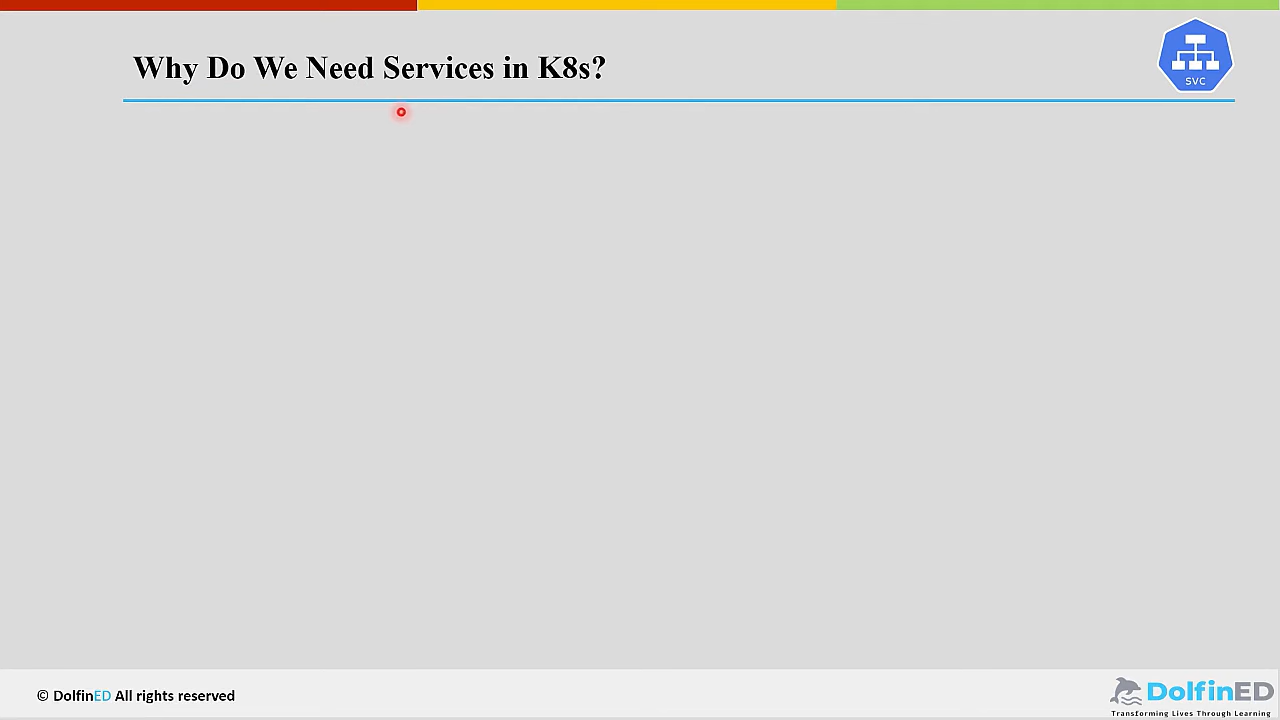 Why Do We Need Services in K8s?
SVC
© DolfinED All rights reserved
DolfinED
Transforming Lives Through Learning